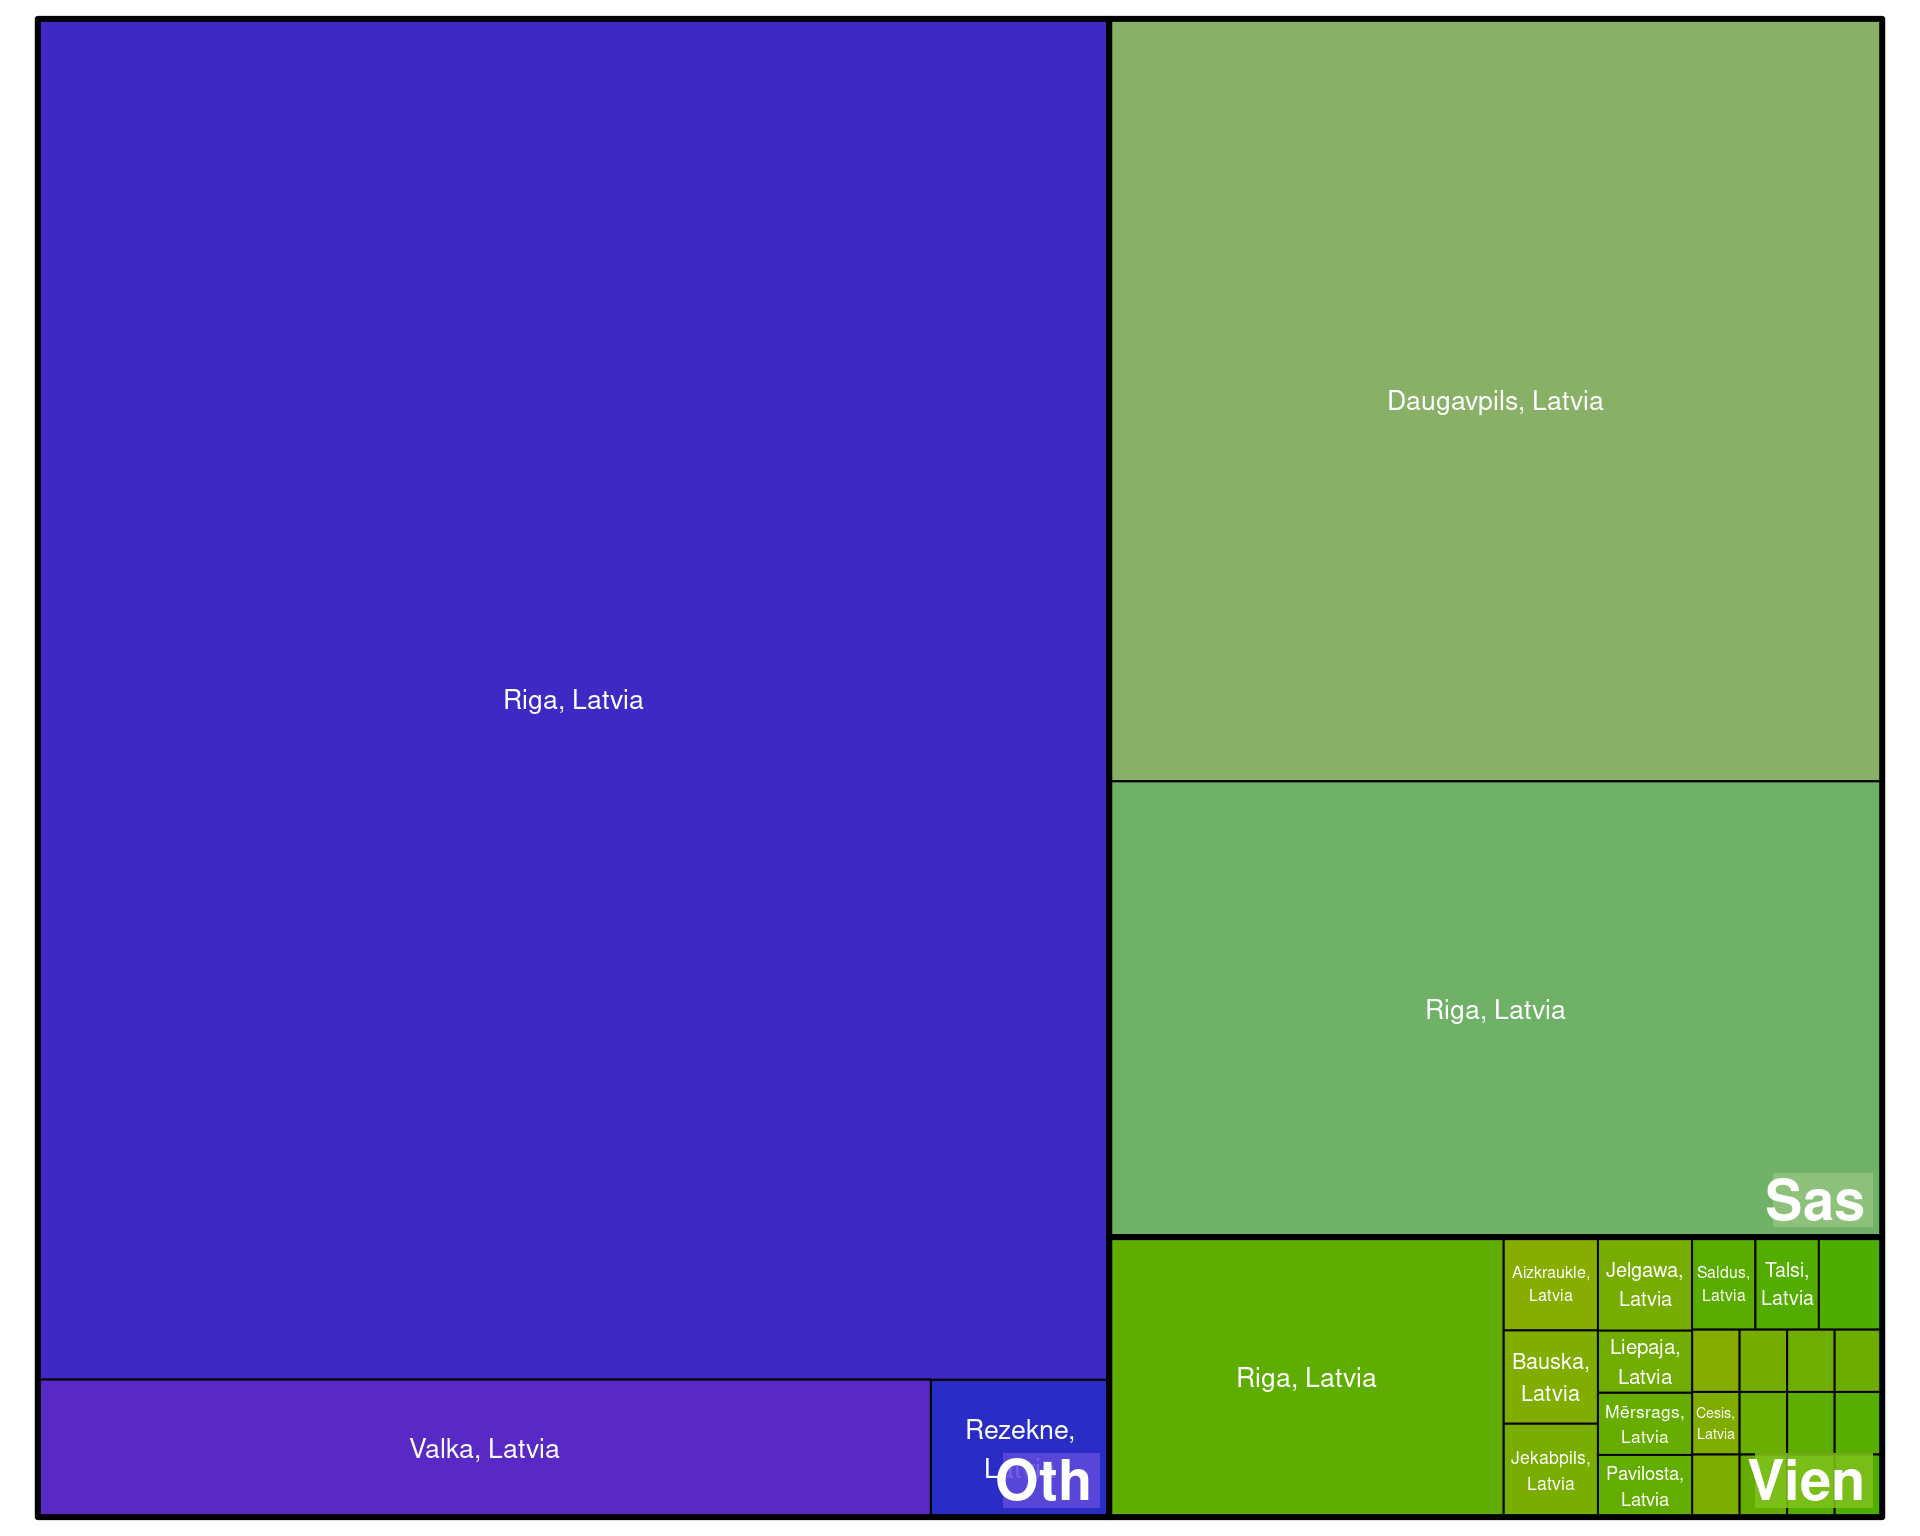 Riga, Latvia
Valka, Latvia
Rezekne,
Oth
Daugavpils, Latvia
Riga, Latvia
Sas
Riga, Latvia
Aizkraukle,
Latvia
Bauska,
Latvia
Jekabpils,
Latvia
Jelgawa,
Latvia
Liepaja,
Latvia
Mērsrags,
Latvia
Pavilosta,
Latvia
Saldus,
Latvia
Talsi,
Latvia
Cesis,
Latvia
Vien